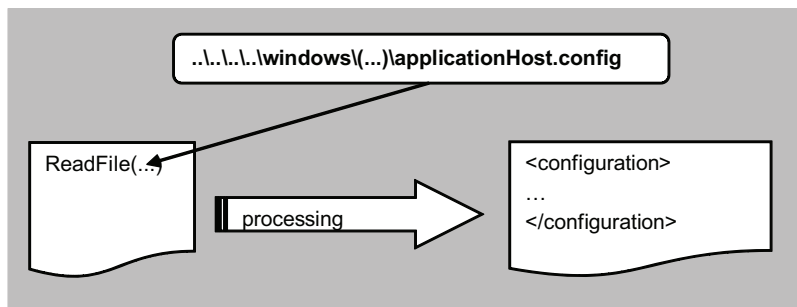 ..\..\..\..\windows\(...)\applicationHost.config
ReadFile(...)
processing
<configuration>
…
</configuration>